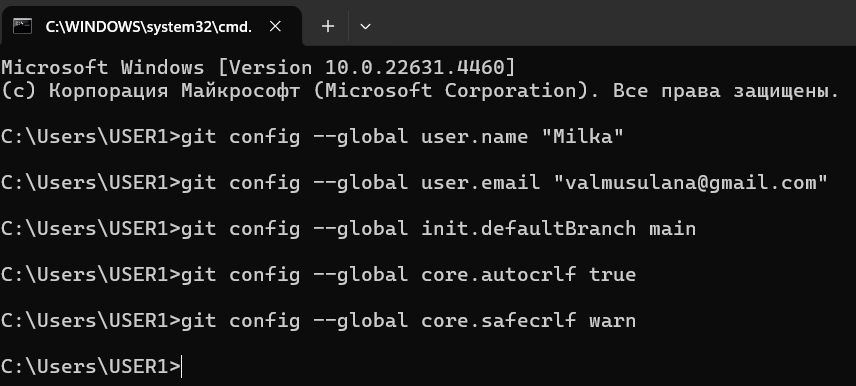 C:\WINDOWS\system32\cmd.
Microsoft Windows [Version 10.0.22631.4460]
(c) Корпорация Майкрософт (Microsoft Corporation). Все права защищены.
C:\Users\USER1>git config --global user.name "Milka"
C:\Users\USER1>git config --global user.email "valmusulana@gmail.com"
C:\Users\USER1>git config --global init.defaultBranch main
C:\Users\USER1>git config --global core.autocrlf true
C:\Users\USER1>git config --global core.safecrlf warn
C:\Users\USER1>